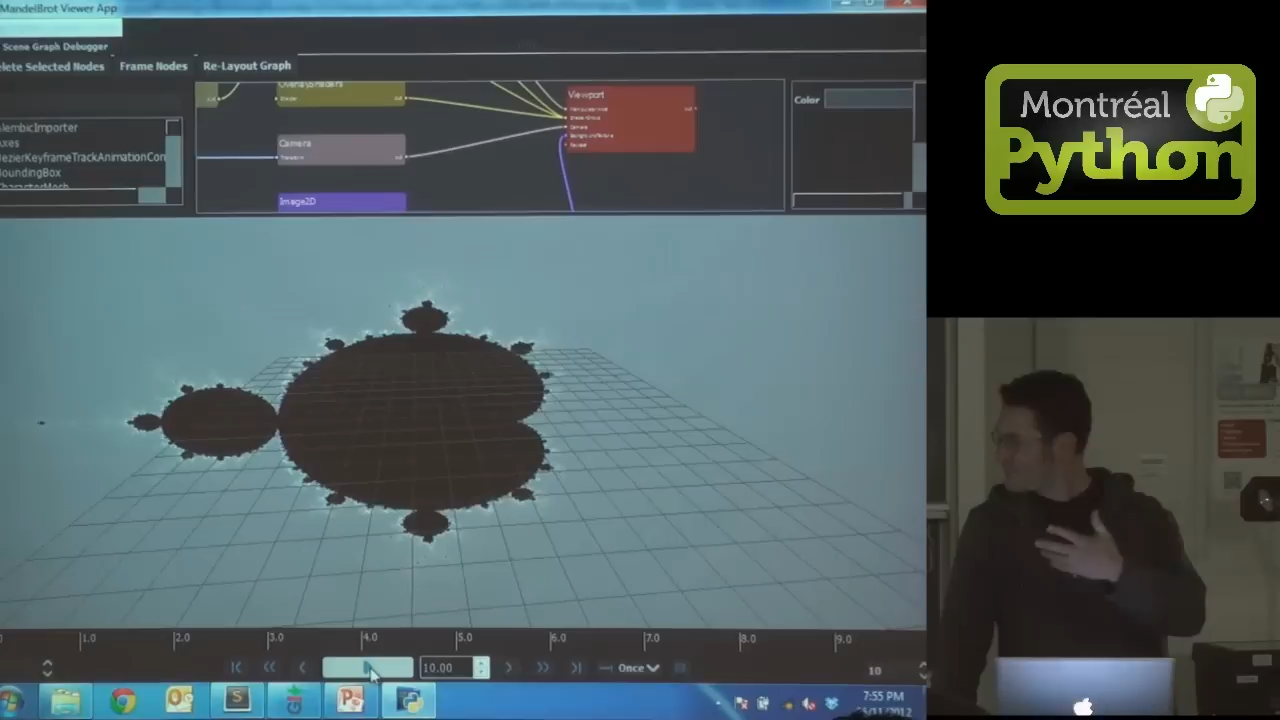 MandelBrot Viewer App
Scene Graph Debugger
elete Selected Nodes
Frame Nodes
Re-Layout Graph
OverlayShaders
Viewport
Color
AlembicImporter
Axes
BezierKeyframeTrackAnimationCon
BoundingBox
CharacterMesh
Camera
Image2D
1.0
2.0
3.0
4.0
5.0
6.0
7.0
8.0
9.0
10.00
Once
10
7:55 PM
Montréal
Python